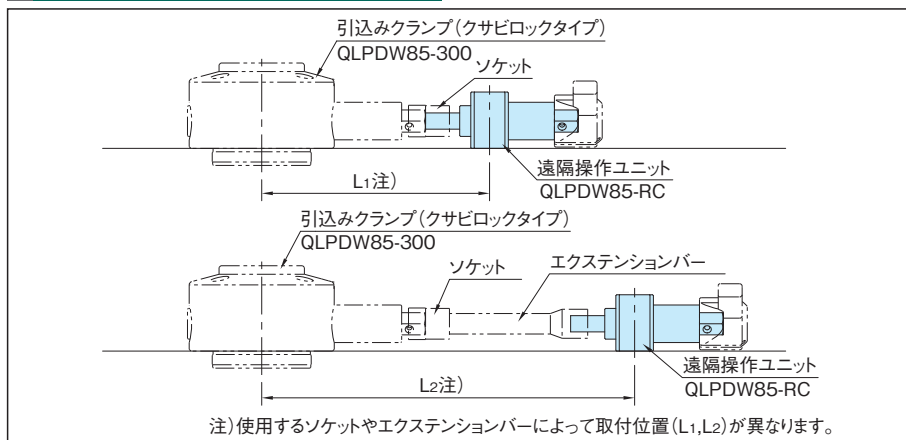 引込みクランプ(クサビロックタイプ)
QLPDW85-300
ソケット
遠隔操作ユニット
QLPDW85-RC
L1注)
引込みクランプ(クサビロックタイプ)
QLPDW85-300
ソケット
エクステンションバー
遠隔操作ユニット
QLPDW85-RC
L2注)
注)使用するソケットやエクステンションバーによって取付位置(L1,L2)が異なります。